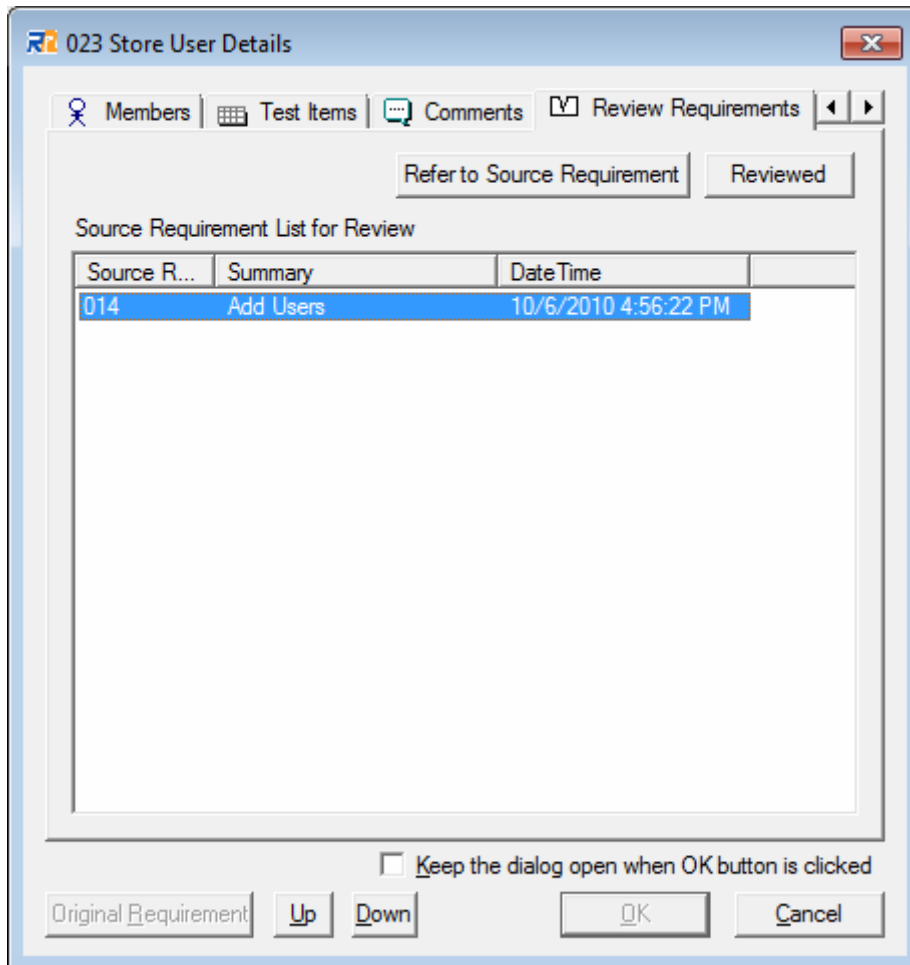 023 Store User Details
Members Test Items Comments Review Requirements
Refer to Source Requirement Reviewed
Source Requirement List for Review
Source R... Summary DateTime
014 Add Users 10/6/2010 4:56:22 PM
Keep the dialog open when OK button is clicked
Original Requirement Up Down OK Cancel